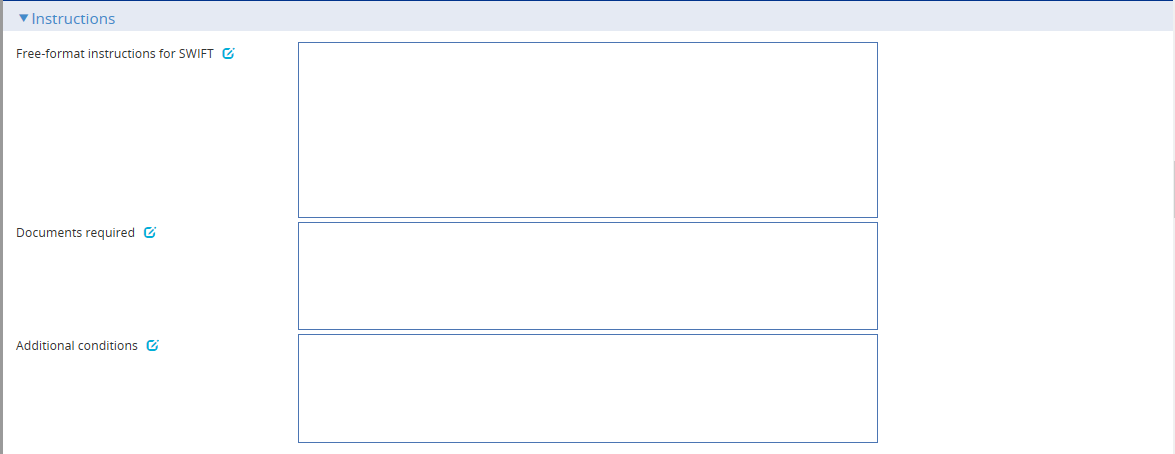 Instructions
Free-format instructions for SWIFT
Documents required
Additional conditions